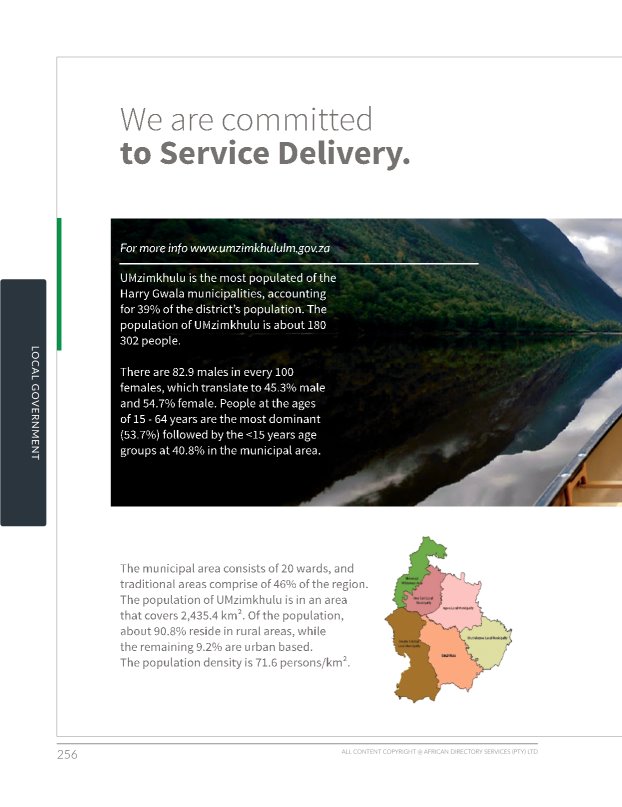 We are committed
to Service Delivery.
For more info www.umzimkhululm.gov.za
UMzimkhulu is the most populated of the
Harry Gwala municipalities, accounting
for 39% of the district's population. The
population of UMzimkhulu is about 180
302 people.
There are 82.9 males in every 100
females, which translate to 45.3% male
and 54.7% female. People at the ages
of 15 - 64 years are the most dominant
(53.7%) followed by the <15 years age
groups at 40.8% in the municipal area.
LOCAL GOVERNMENT
The municipal area consists of 20 wards, and
traditional areas comprise of 46% of the region.
The population of UMzimkhulu is in an area
that covers 2,435.4 km². Of the population,
about 90.8% reside in rural areas, while
the remaining 9.2% are urban based.
The population density is 71.6 persons/km².
256
ALL CONTENT COPYRIGHT @ AFRICAN DIRECTORY SERVICES (PTY) LTD